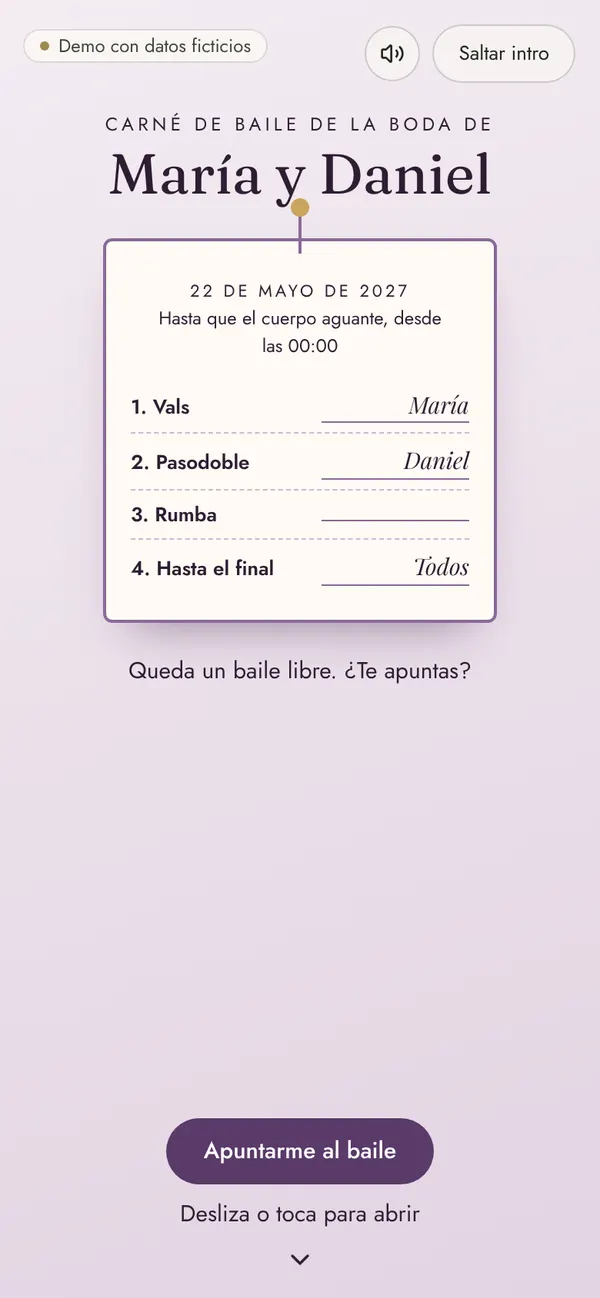 Demo con datos ficticios
Saltar intro
CARNÉ DE BAILE DE LA BODA DE
María y Daniel
22 DE MAYO DE 2027
Hasta que el cuerpo aguante, desde
las 00:00
1. Vals María
2. Pasodoble Daniel
3. Rumba
4. Hasta el final Todos
Queda un baile libre. ¿Te apuntas?
Apuntarme al baile
Desliza o toca para abrir